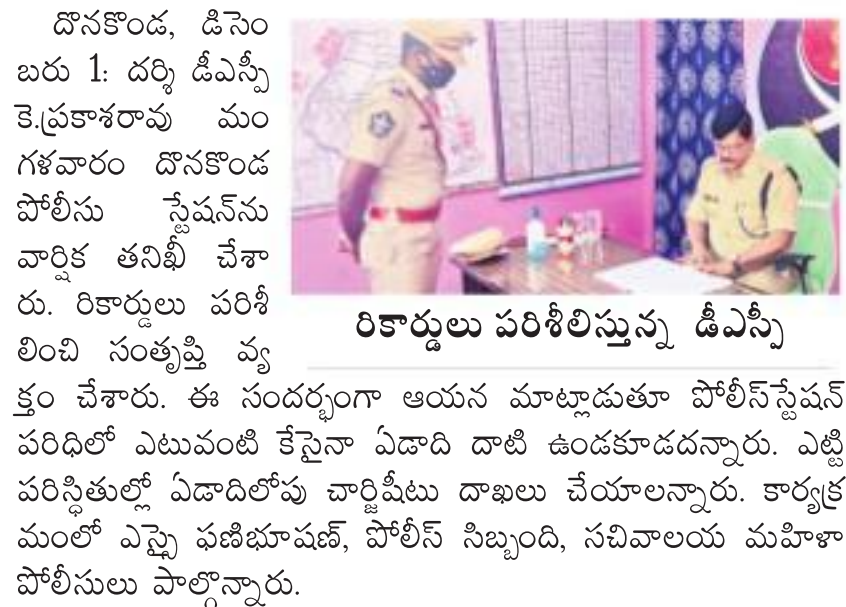 దొనకొండ, డిసెం
బరు 1: దర్శి డీఎస్పీ
కె.ప్రకాశరావు మం
గళవారం దొనకొండ
పోలీసు స్టేషన్‌ను
వార్షిక తనిఖీ చేశా
రు. రికార్డులు పరిశీ
లించి సంతృప్తి వ్య
క్తం చేశారు. ఈ సందర్భంగా ఆయన మాట్లాడుతూ పోలీస్‌స్టేషన్
పరిధిలో ఎటువంటి కేసైనా ఏడాది దాటి ఉండకూడదన్నారు. ఎట్టి
పరిస్థితుల్లో ఏడాదిలోపు చార్జిషీటు దాఖలు చేయాలన్నారు. కార్యక్ర
మంలో ఎస్సై ఫణిభూషణ్, పోలీస్ సిబ్బంది, సచివాలయ మహిళా
పోలీసులు పాల్గొన్నారు.
రికార్డులు పరిశీలిస్తున్న డీఎస్పీ